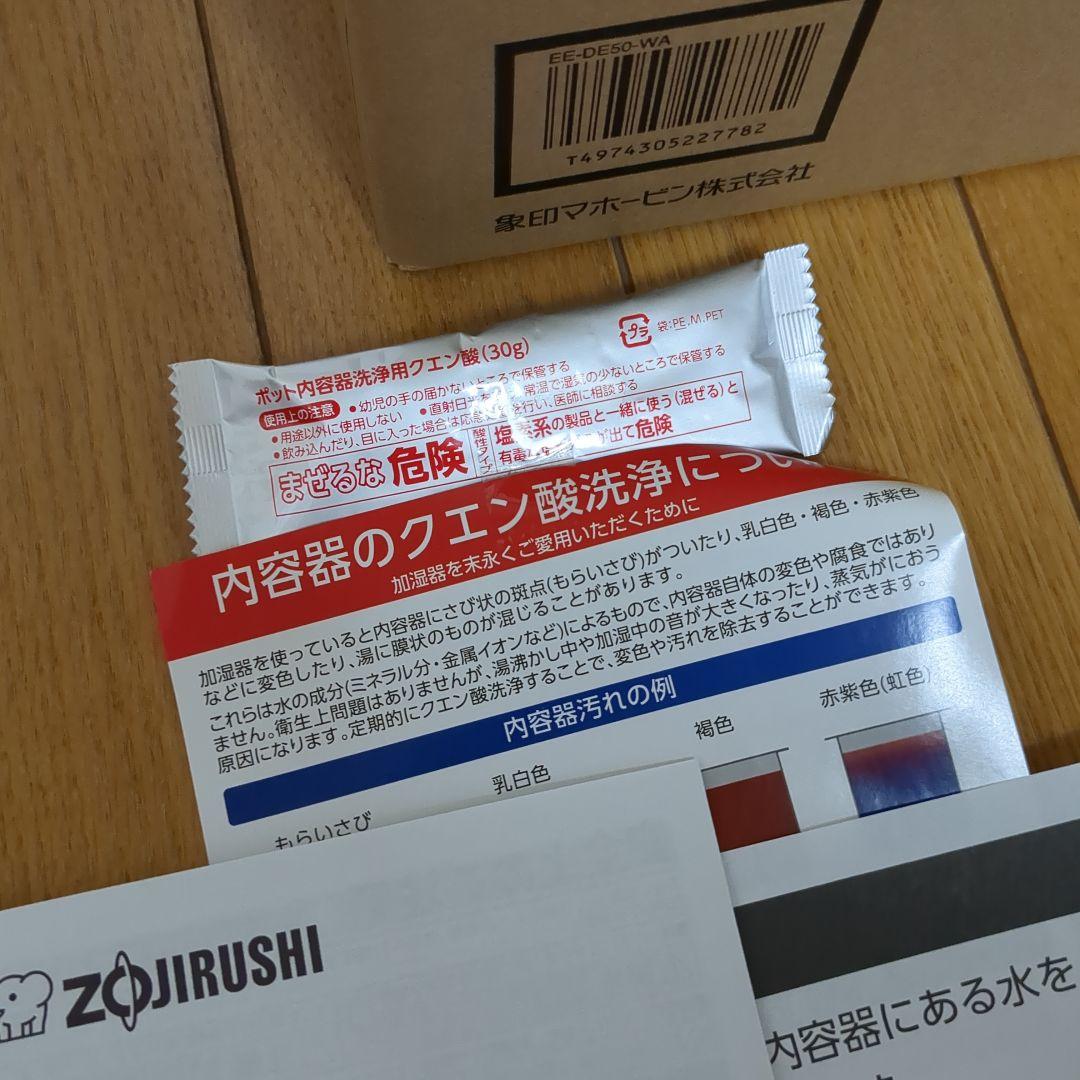 EE-DE50-WA
T4974305227782
象印マホービン株式会社
ポット内容器洗浄用クエン酸(30g)
プラ
袋:PE,M,PET
使用上の注意
•幼児の手の届かないところで保管する
•用途以外に使用しない •直射日光を 常温で湿気の少ないところで保管する
•飲み込んだり、目に入った場合は応急 を行い、医師に相談する
まぜるな 危険
酸性タイプ
塩素系の製品と一緒に使う(混ぜる)と
有毒な が出て危険
内容器のクエン酸洗浄につい
加湿器を末永くご愛用いただくために
加湿器を使っていると内容器にさび状の斑点(もらいさび)がついたり、乳白色・褐色・赤紫色
などに変色したり、湯に膜状のものが混じることがあります。
これらは水の成分(ミネラル分・金属イオンなど)によるもので、内容器自体の変色や腐食ではあり
ません。衛生上問題はありませんが、湯沸かし中や加湿中の音が大きくなったり、蒸気がにおう
原因になります。定期的にクエン酸洗浄することで、変色や汚れを除去することができます。
内容器汚れの例
もらいさび
乳白色
褐色
赤紫色(虹色)
ZOJIRUSHI
内容器にある水を